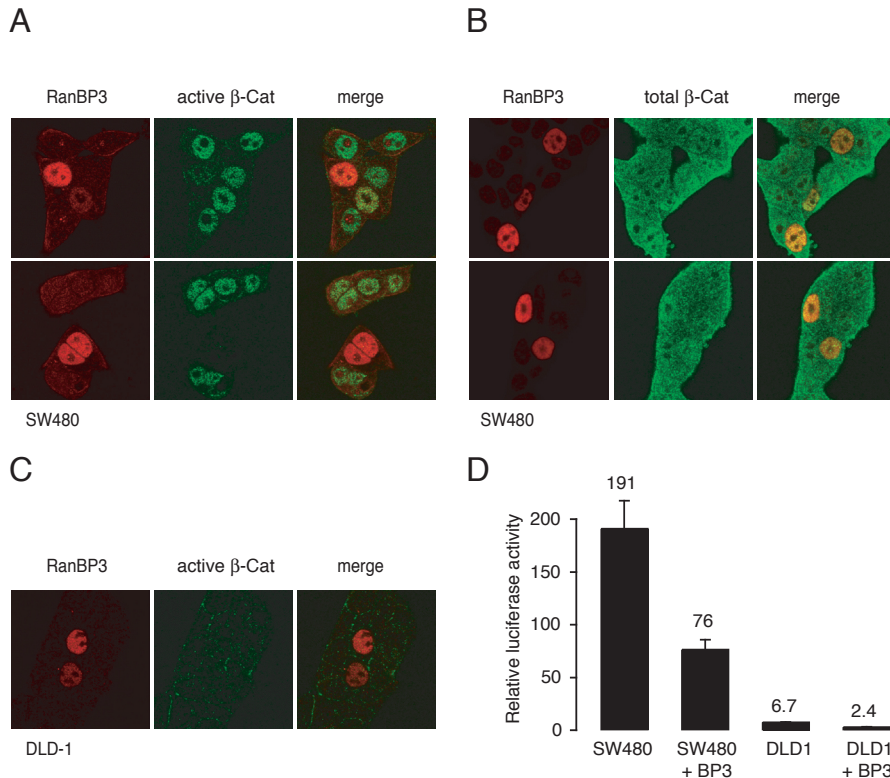 A
RanBP3 active β-Cat merge
SW480
B
RanBP3 total β-Cat merge
SW480
C
RanBP3 active β-Cat merge
DLD-1
D
Relative luciferase activity
200
150
100
50
0
191
76
6.7
2.4
SW480 SW480 DLD1 DLD1
+ BP3 + BP3